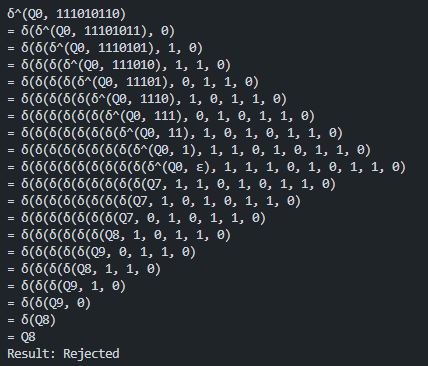 δ^(Q0, 111010110)
= δ(δ^(Q0, 11101011), 0)
= δ(δ(δ^(Q0, 1110101), 1, 0)
= δ(δ(δ(δ^(Q0, 111010), 1, 1, 0)
= δ(δ(δ(δ(δ^(Q0, 11101), 0, 1, 1, 0)
= δ(δ(δ(δ(δ(δ^(Q0, 1110), 1, 0, 1, 1, 0)
= δ(δ(δ(δ(δ(δ(δ^(Q0, 111), 0, 1, 0, 1, 1, 0)
= δ(δ(δ(δ(δ(δ(δ(δ^(Q0, 11), 1, 0, 1, 0, 1, 1, 0)
= δ(δ(δ(δ(δ(δ(δ(δ(δ^(Q0, 1), 1, 1, 0, 1, 0, 1, 1, 0)
= δ(δ(δ(δ(δ(δ(δ(δ(δ(δ^(Q0, ε), 1, 1, 1, 0, 1, 0, 1, 1, 0)
= δ(δ(δ(δ(δ(δ(δ(δ(Q7, 1, 1, 0, 1, 0, 1, 1, 0)
= δ(δ(δ(δ(δ(δ(δ(Q7, 1, 0, 1, 0, 1, 1, 0)
= δ(δ(δ(δ(δ(δ(Q7, 0, 1, 0, 1, 1, 0)
= δ(δ(δ(δ(δ(Q8, 1, 0, 1, 1, 0)
= δ(δ(δ(δ(Q9, 0, 1, 1, 0)
= δ(δ(δ(Q8, 1, 1, 0)
= δ(δ(Q9, 1, 0)
= δ(Q9, 0)
= δ(Q8)
= Q8
Result: Rejected